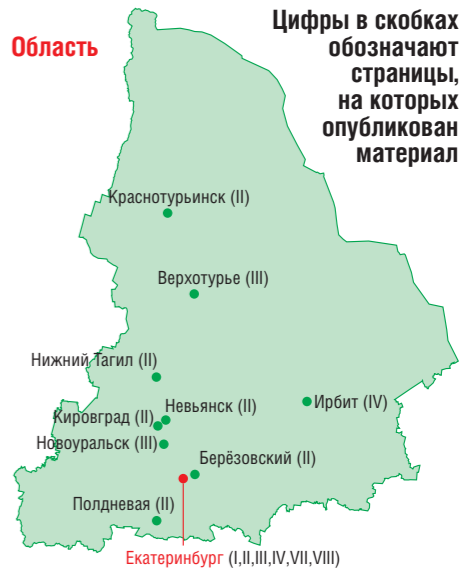 Область
Цифры в скобках
обозначают
страницы,
на которых
опубликован
материал
Краснотурьинск (II)
Верхотурье (III)
Нижний Тагил (II)
Ирбит (IV)
Невьянск (II)
Кировград (II)
Новоуральск (III)
Берёзовский (II)
Полдневая (II)
Екатеринбург (I,II,III,IV,VII,VIII)